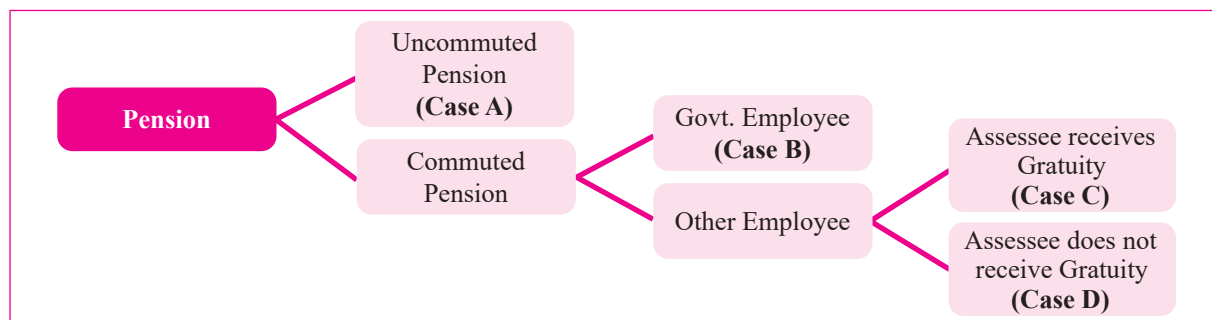 Pension
Uncommuted
Pension
(Case A)
Commuted
Pension
Govt. Employee
(Case B)
Other Employee
Assessee receives
Gratuity
(Case C)
Assessee does not
receive Gratuity
(Case D)